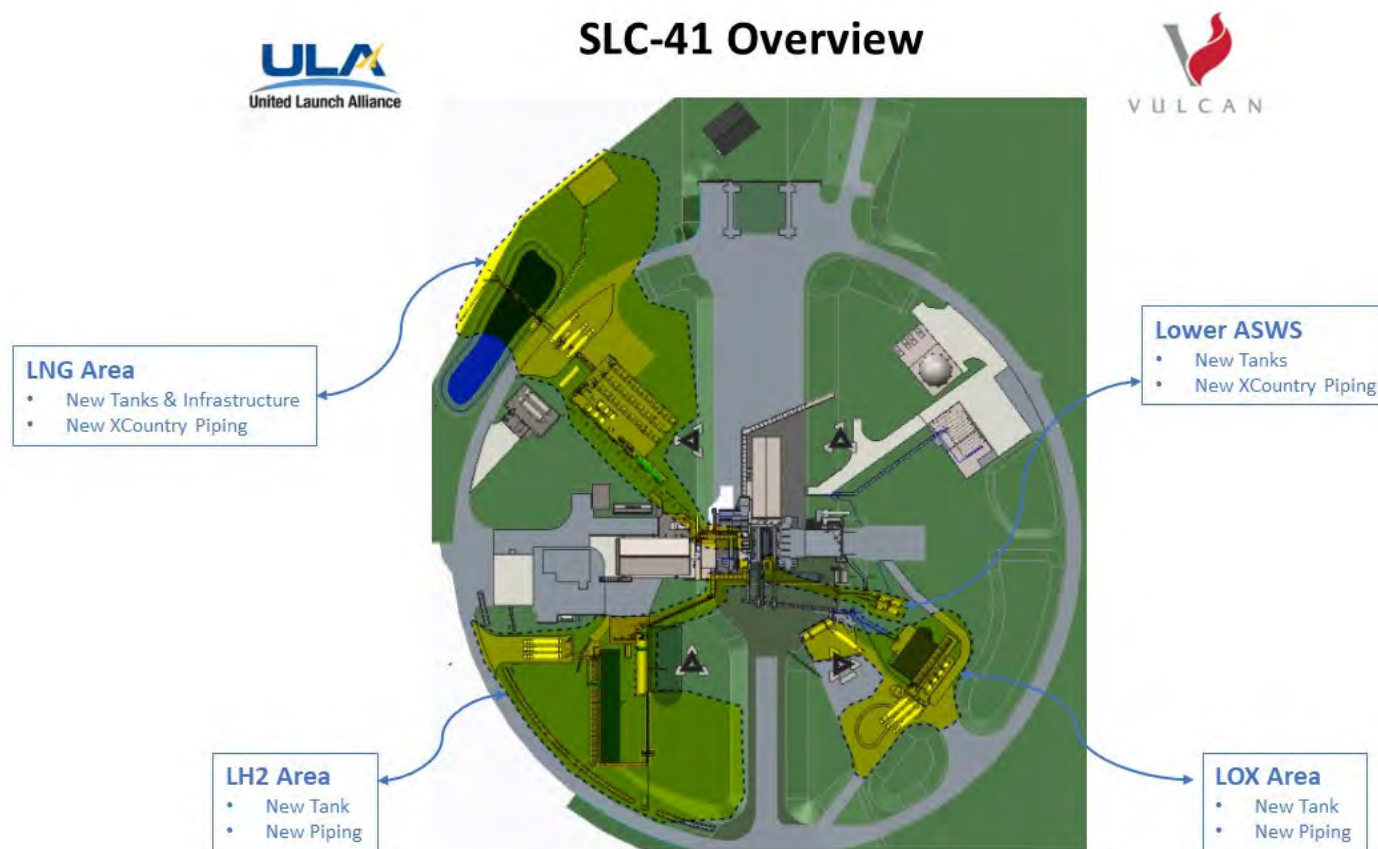 SLC-41 Overview
ULA
United Launch Alliance
VULCAN
LNG Area
• New Tanks & Infrastructure
• New XCountry Piping
Lower ASWS
• New Tanks
• New XCountry Piping
LH2 Area
• New Tank
• New Piping
LOX Area
• New Tank
• New Piping